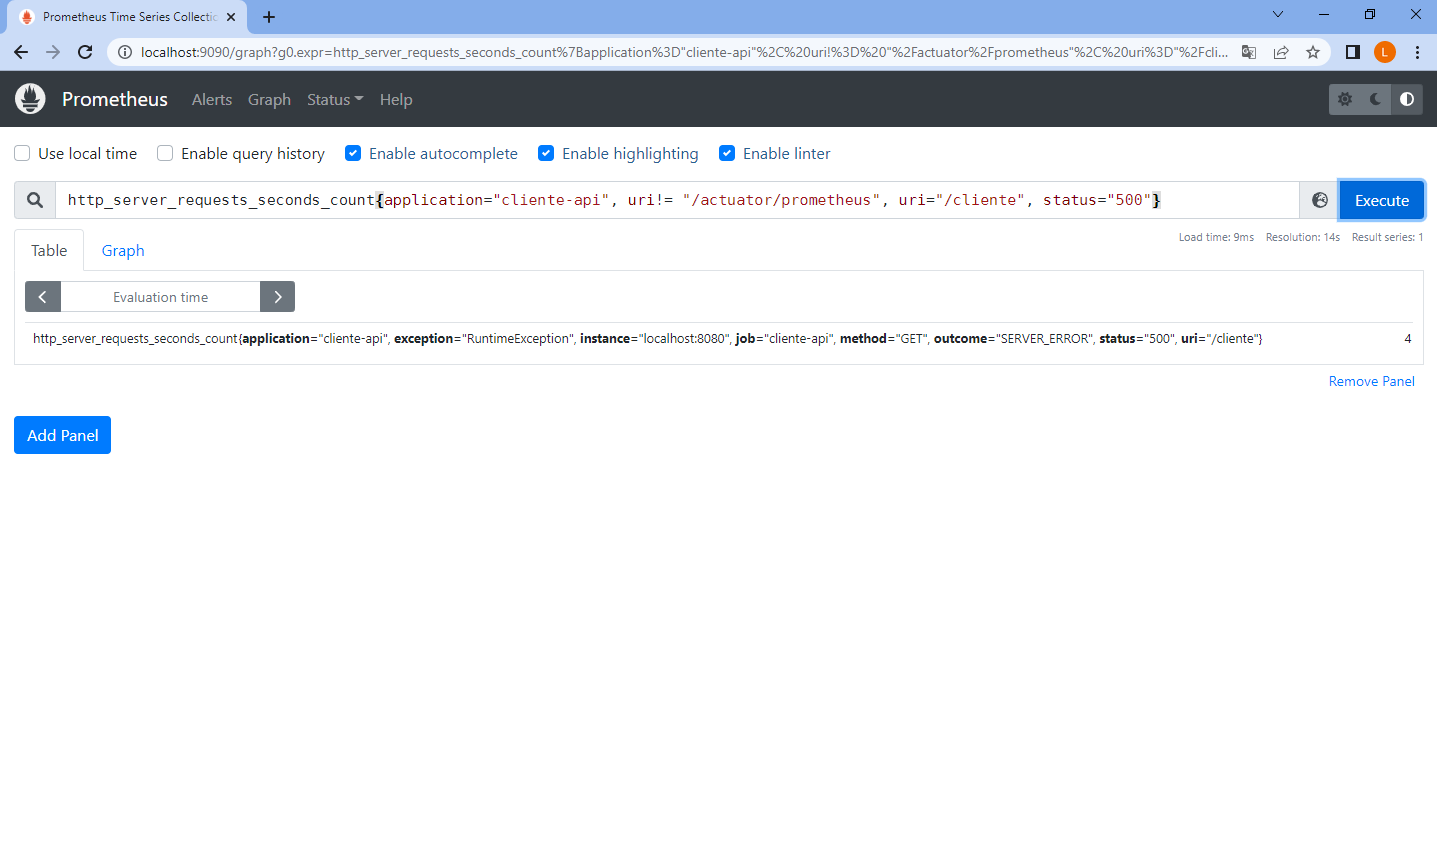 Prometheus Time Series Collectic
localhost:9090/graph?g0.expr=http_server_requests_seconds_count%7Bapplication%3D"cliente-api"%2C%20uri!%3D%20"%2Factuator%2Fprometheus"%2C%20uri%3D"%2Fcli...
L
Prometheus Alerts Graph Status Help
Use local time Enable query history Enable autocomplete Enable highlighting Enable linter
http_server_requests_seconds_count{application="cliente-api", uri!= "/actuator/prometheus", uri="/cliente", status="500"} Execute
Load time: 9ms Resolution: 14s Result series: 1
Table Graph
Evaluation time
http_server_requests_seconds_count{application="cliente-api", exception="RuntimeException", instance="localhost:8080", job="cliente-api", method="GET", outcome="SERVER_ERROR", status="500", uri="/cliente"} 4
Remove Panel
Add Panel